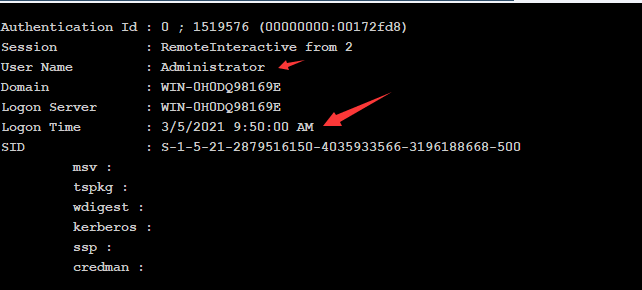 Authentication Id : 0 ; 1519576 (00000000:00172fd8)
Session : RemoteInteractive from 2
User Name : Administrator
Domain : WIN-0H0DQ98169E
Logon Server : WIN-0H0DQ98169E
Logon Time : 3/5/2021 9:50:00 AM
SID : S-1-5-21-2879516150-4035933566-3196188668-500
msv :
tspkg :
wdigest :
kerberos :
ssp :
credman :